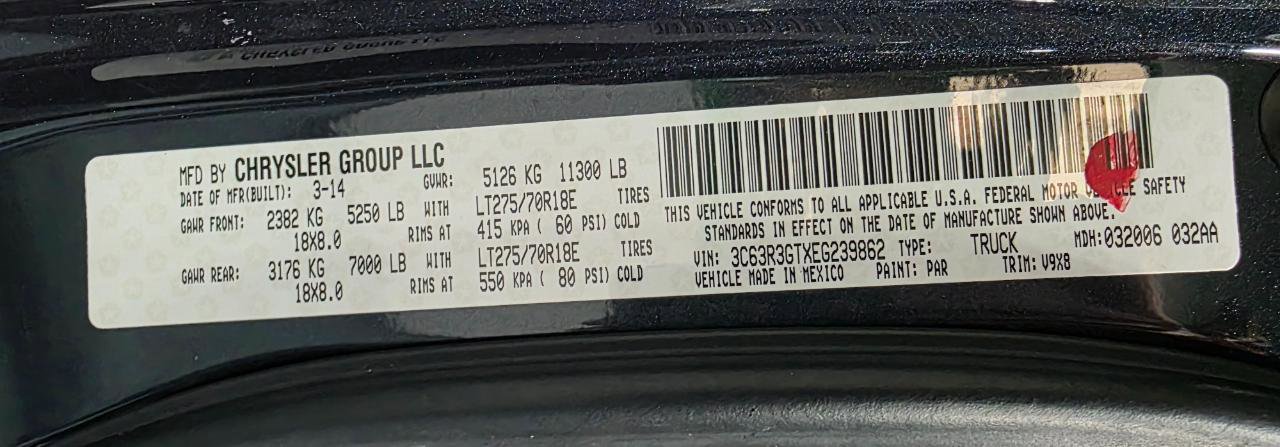 MFD BY CHRYSLER GROUP LLC
DATE OF MFR(BUILT): 3-14 GVWR: 5126 KG 11300 LB
GAWR FRONT: 2382 KG 5250 LB WITH LT275/70R18E TIRES
18X8.0 RIMS AT 415 KPA ( 60 PSI) COLD
GAWR REAR: 3176 KG 7000 LB WITH LT275/70R18E TIRES
18X8.0 RIMS AT 550 KPA ( 80 PSI) COLD
THIS VEHICLE CONFORMS TO ALL APPLICABLE U.S.A. FEDERAL MOTOR VEHICLE SAFETY
STANDARDS IN EFFECT ON THE DATE OF MANUFACTURE SHOWN ABOVE.
VIN: 3C63R3GTXEG239862 TYPE: TRUCK MDH:032006 032AA
VEHICLE MADE IN MEXICO PAINT: PAR TRIM: V9X8